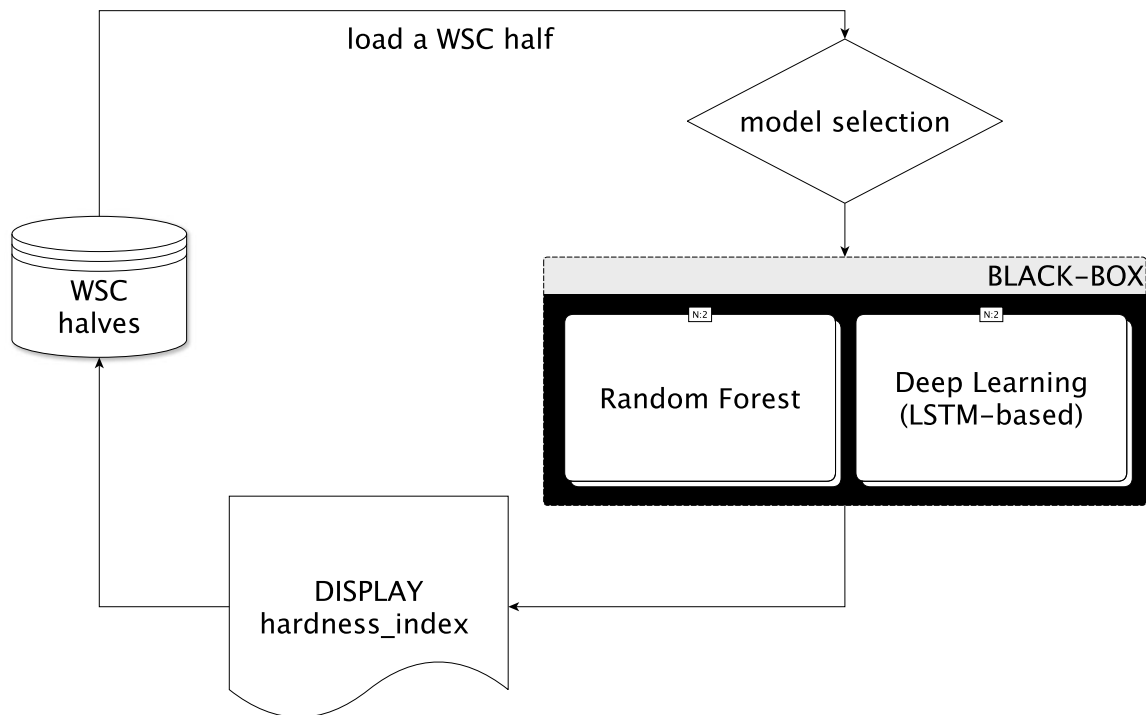 load a WSC half
model selection
WSC
halves
BLACK-BOX
N:2
N:2
Random Forest
Deep Learning
(LSTM-based)
DISPLAY
hardness_index